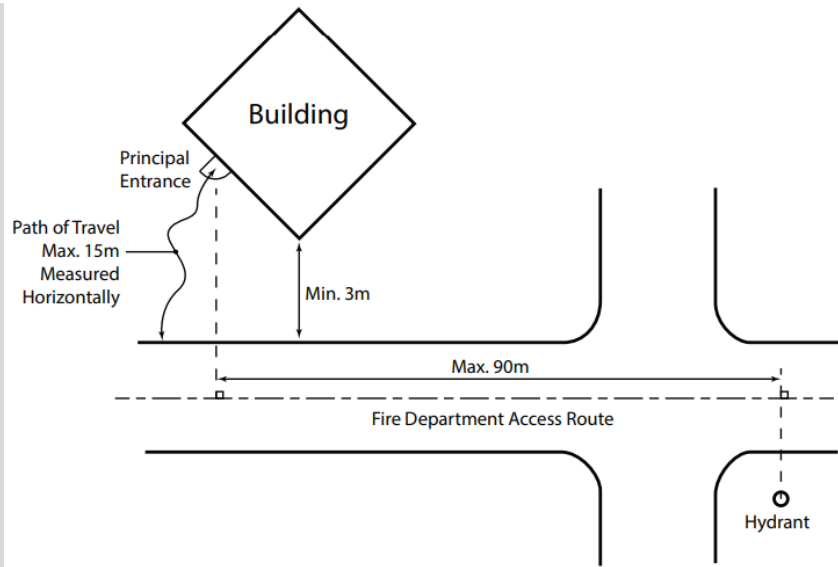 Building
Principal
Entrance
Path of Travel
Max. 15m
Measured
Horizontally
Min. 3m
Max. 90m
Fire Department Access Route
Hydrant